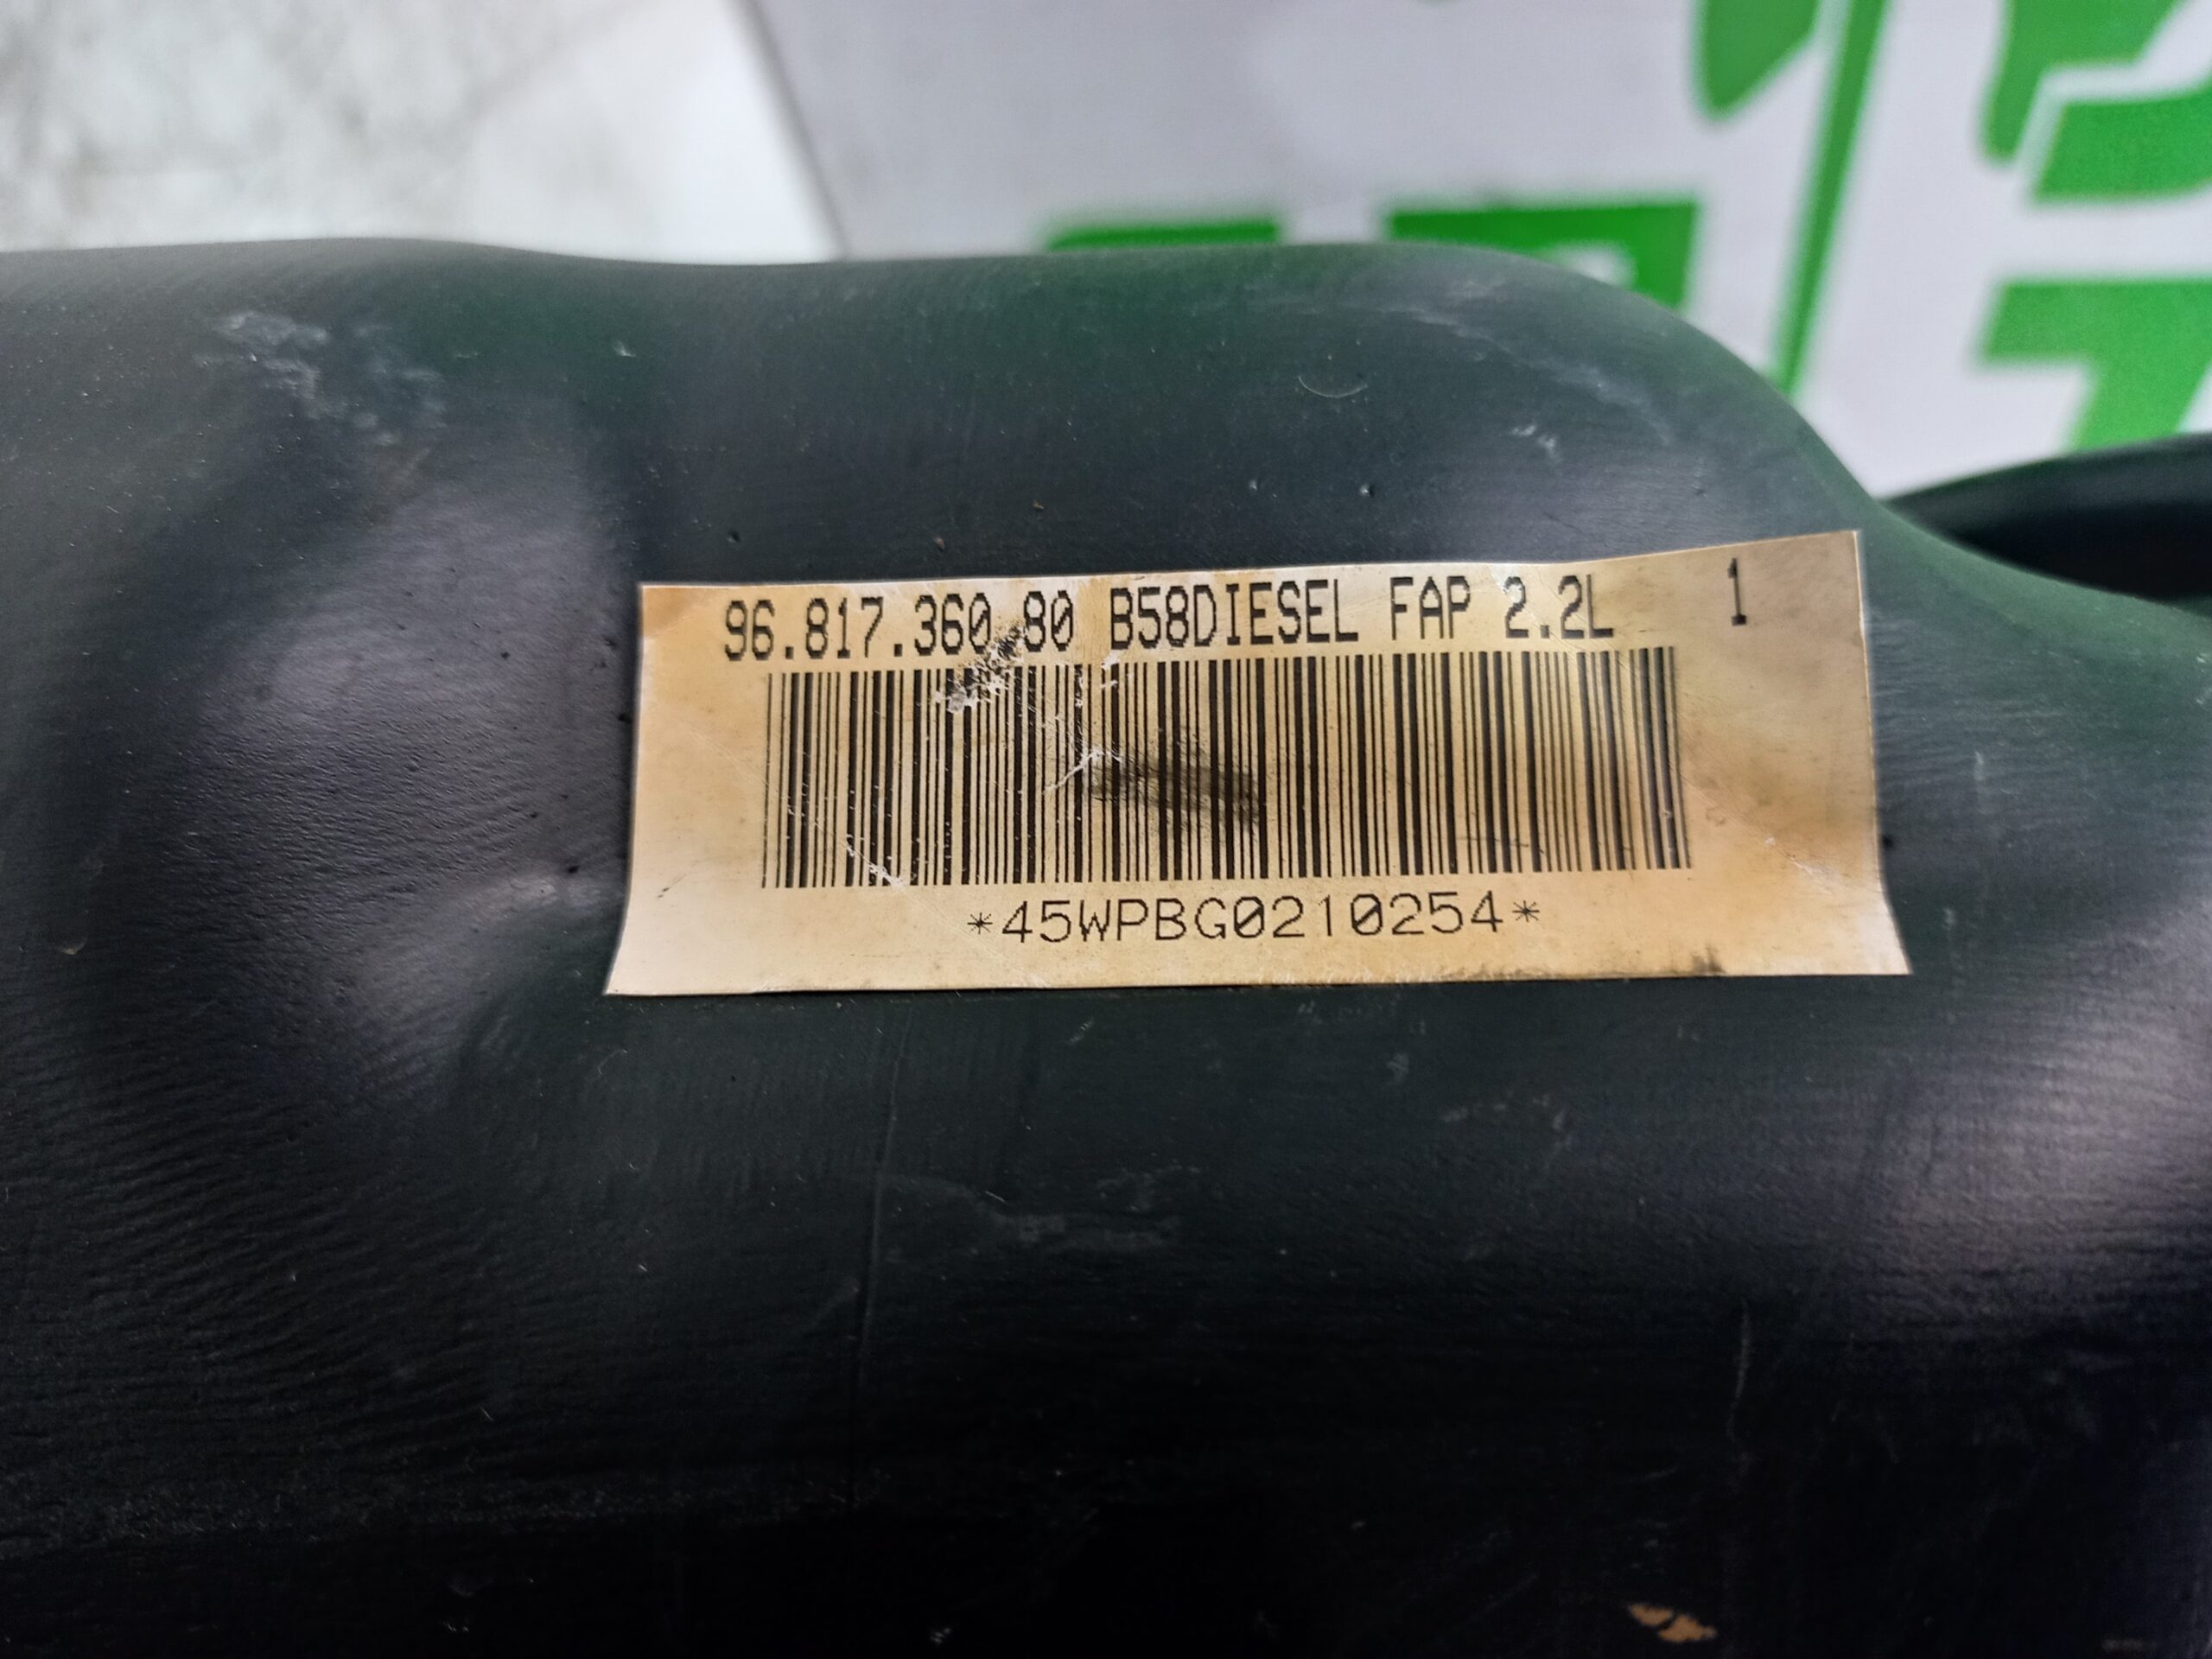 96.817.360.80 B58DIESEL FAP 2.2L 1
*45WPBG0210254*